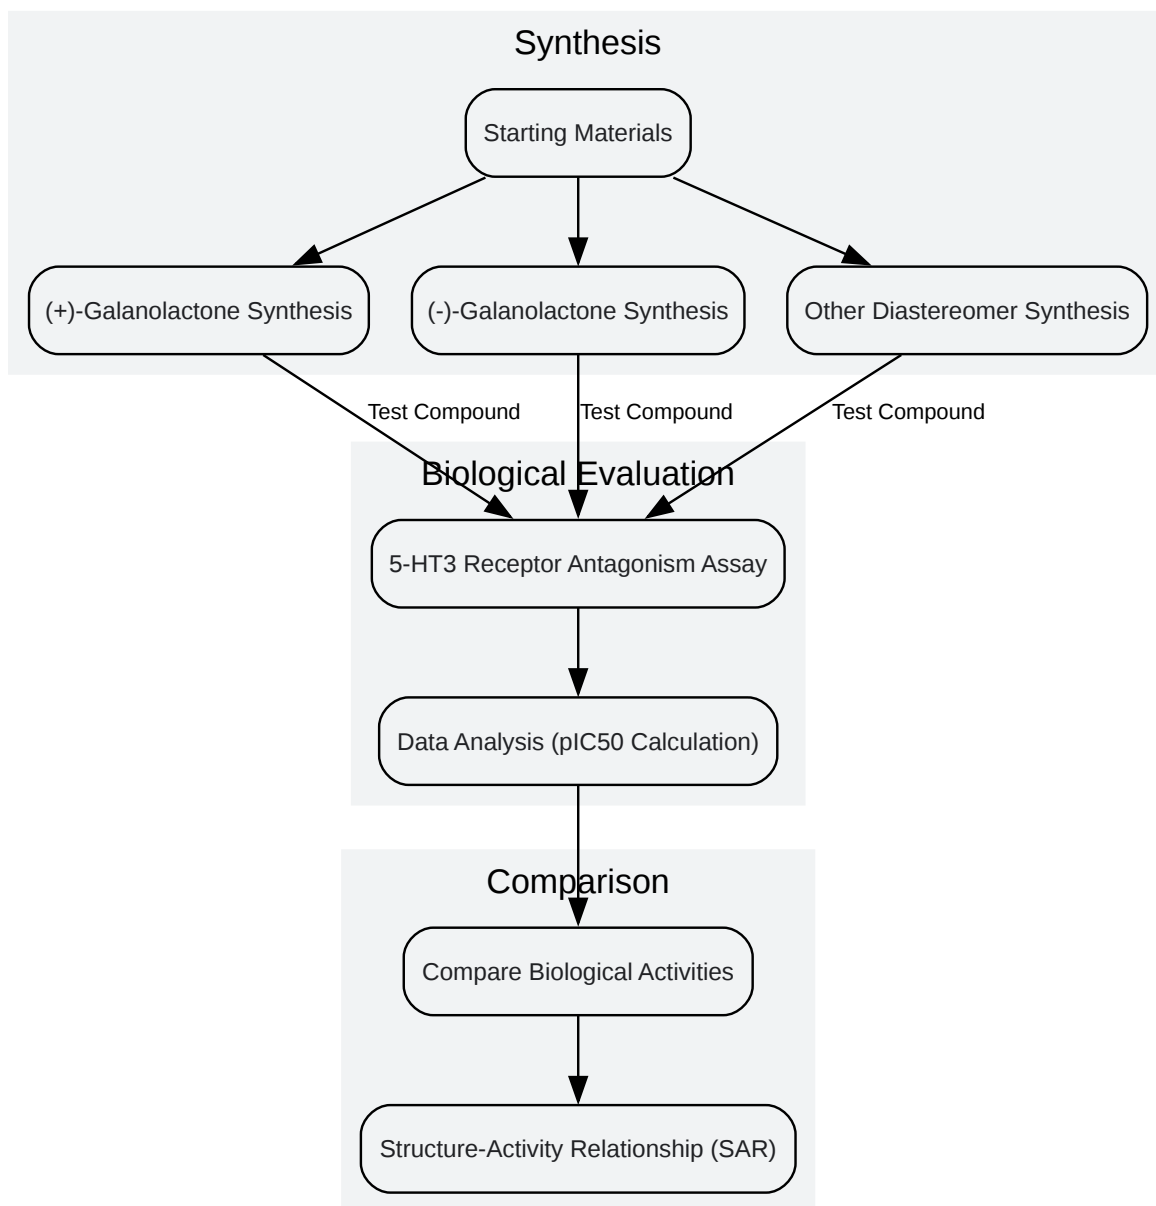 Synthesis
Starting Materials
(+)-Galanolactone Synthesis
(-)-Galanolactone Synthesis
Other Diastereomer Synthesis
Test Compound
Test Compound
Test Compound
Biological Evaluation
5-HT3 Receptor Antagonism Assay
Data Analysis (pIC50 Calculation)
Comparison
Compare Biological Activities
Structure-Activity Relationship (SAR)